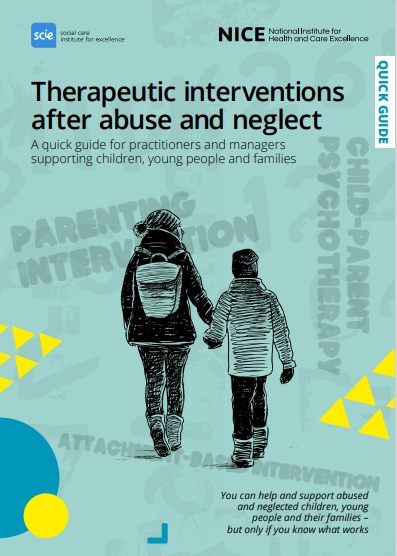 scie
social care
institute for excellence
NICE
National Institute for
Health and Care Excellence
QUICK GUIDE
Therapeutic interventions
after abuse and neglect
A quick guide for practitioners and managers
supporting children, young people and families
CHILD-PARENT
PSYCHOTHERAPY
PARENTING
INTERVENTION
ATTACHMENT-BASED INTERVENTION
You can help and support abused
and neglected children, young
people and their families –
but only if you know what works